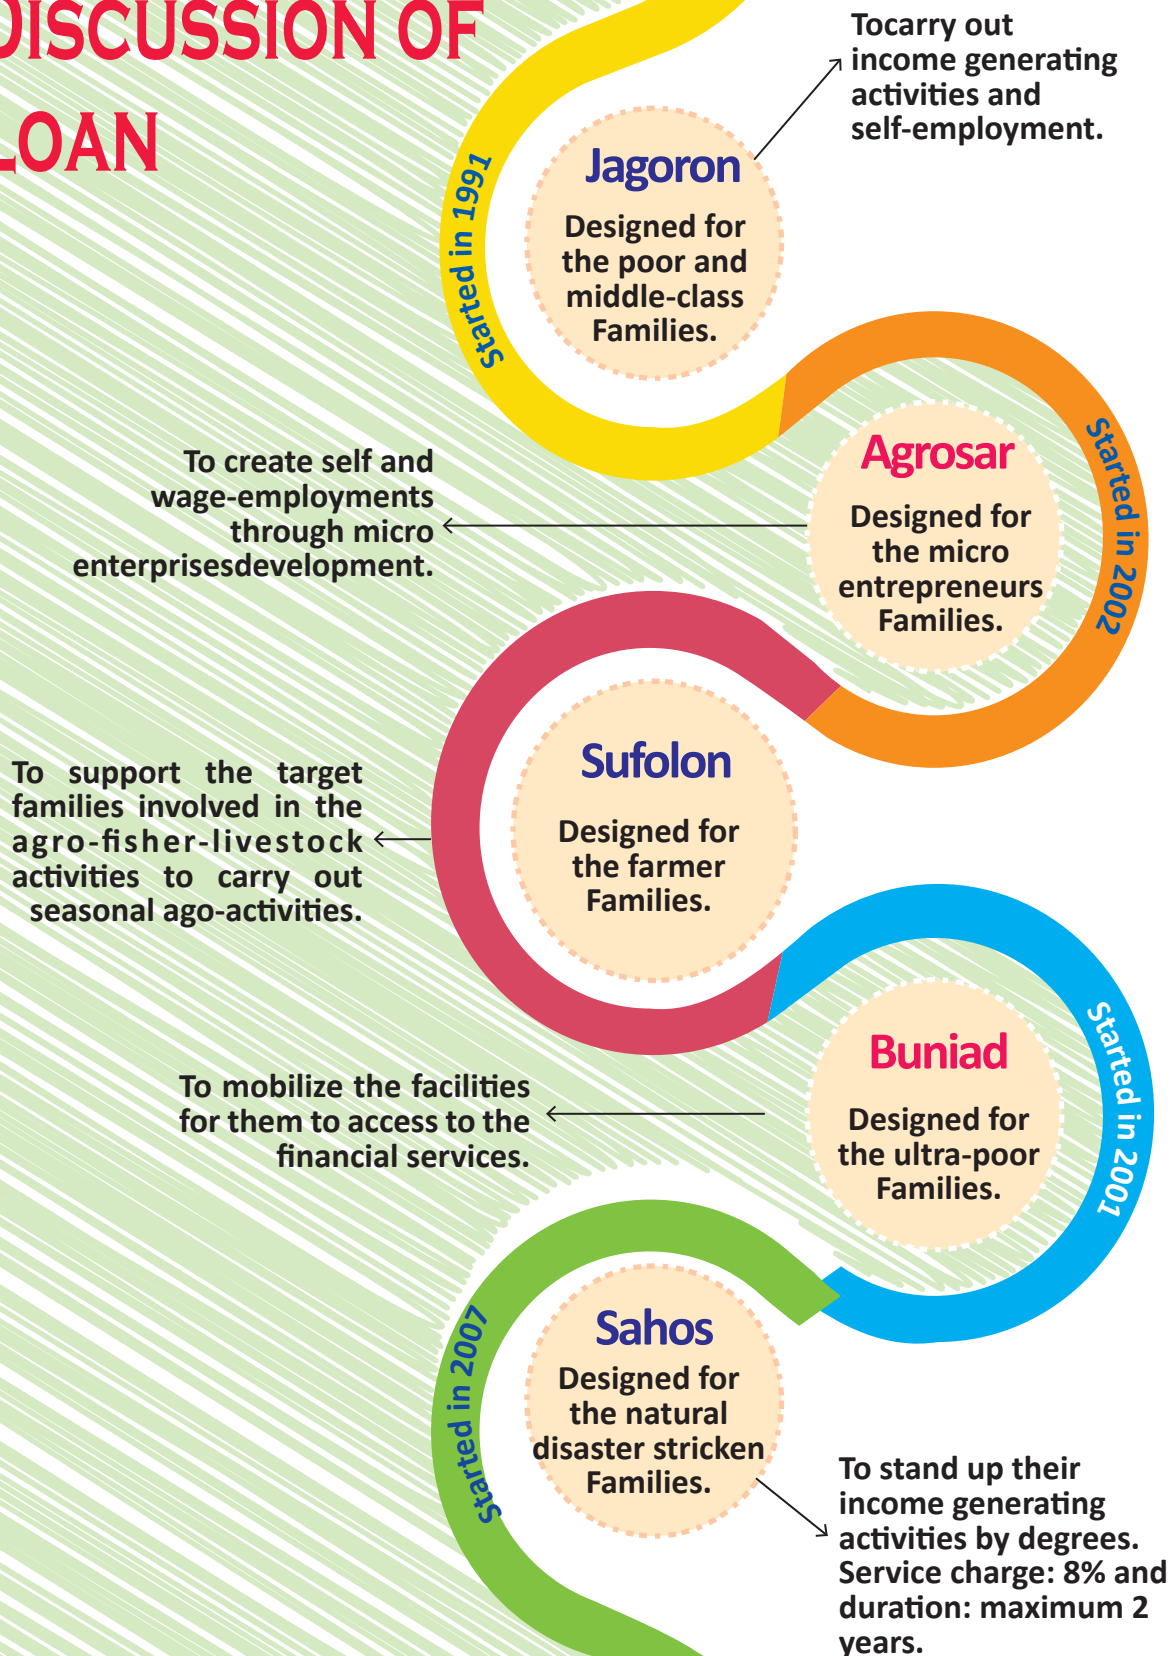 DISCUSSION OF
LOAN
Tocarry out
income generating
activities and
self-employment.
Started in 1991
Jagoron
Designed for
the poor and
middle-class
Families.
Started in 2002
Agrosar
Designed for
the micro
entrepreneurs
Families.
To create self and
wage-employments
through micro
enterprisesdevelopment.
Sufolon
Designed for
the farmer
Families.
To support the target
families involved in the
agro-fisher-livestock
activities to carry out
seasonal ago-activities.
Started in 2001
Buniad
Designed for
the ultra-poor
Families.
To mobilize the facilities
for them to access to the
financial services.
Started in 2007
Sahos
Designed for
the natural
disaster stricken
Families.
To stand up their
income generating
activities by degrees.
Service charge: 8% and
duration: maximum 2
years.